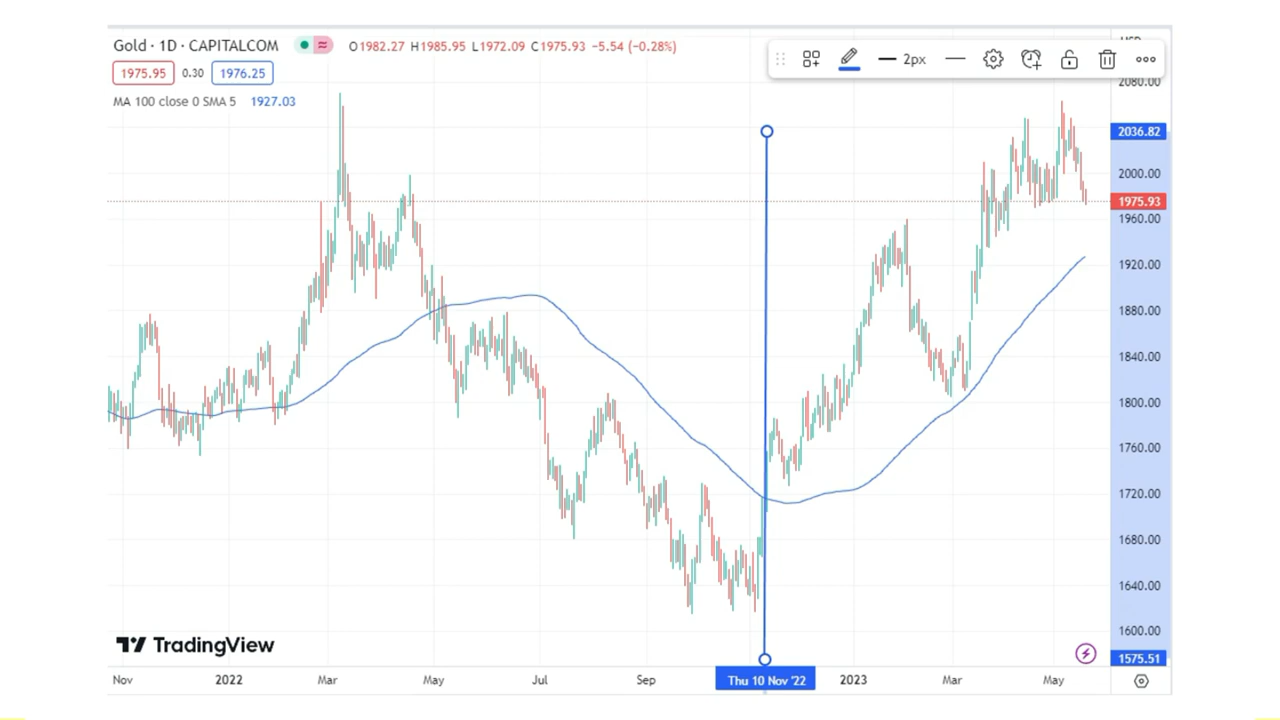 Gold · 1D · CAPITALCOM ≈ O1982.27 H1985.95 L1972.09 C1975.93 −5.54 (−0.28%)
2px
1975.95 0.30 1976.25
2080.00
MA 100 close 0 SMA 5 1927.03
2036.82
2000.00
1975.93
1960.00
1920.00
1880.00
1840.00
1800.00
1760.00
1720.00
1680.00
1640.00
1600.00
TradingView
1575.51
Nov 2022 Mar May Jul Sep Thu 10 Nov '22 2023 Mar May